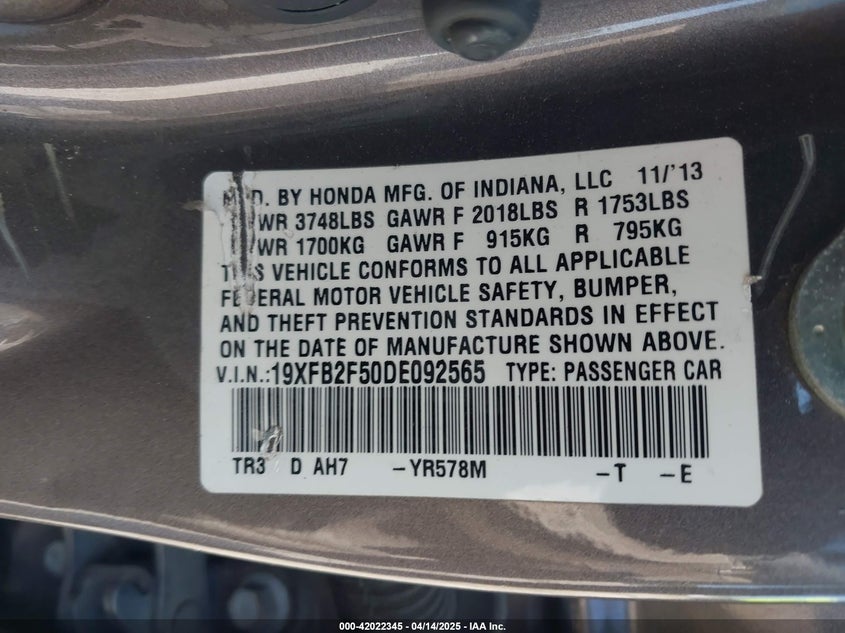 MFD. BY HONDA MFG. OF INDIANA, LLC 11/'13
WR 3748LBS GAWR F 2018LBS R 1753LBS
WR 1700KG GAWR F 915KG R 795KG
THIS VEHICLE CONFORMS TO ALL APPLICABLE
FEDERAL MOTOR VEHICLE SAFETY, BUMPER,
AND THEFT PREVENTION STANDARDS IN EFFECT
ON THE DATE OF MANUFACTURE SHOWN ABOVE.
V.I.N.:19XFB2F50DE092565 TYPE: PASSENGER CAR
TR3 D AH7 -YR578M -T -E
000-42022345 - 04/14/2025 - IAA Inc.